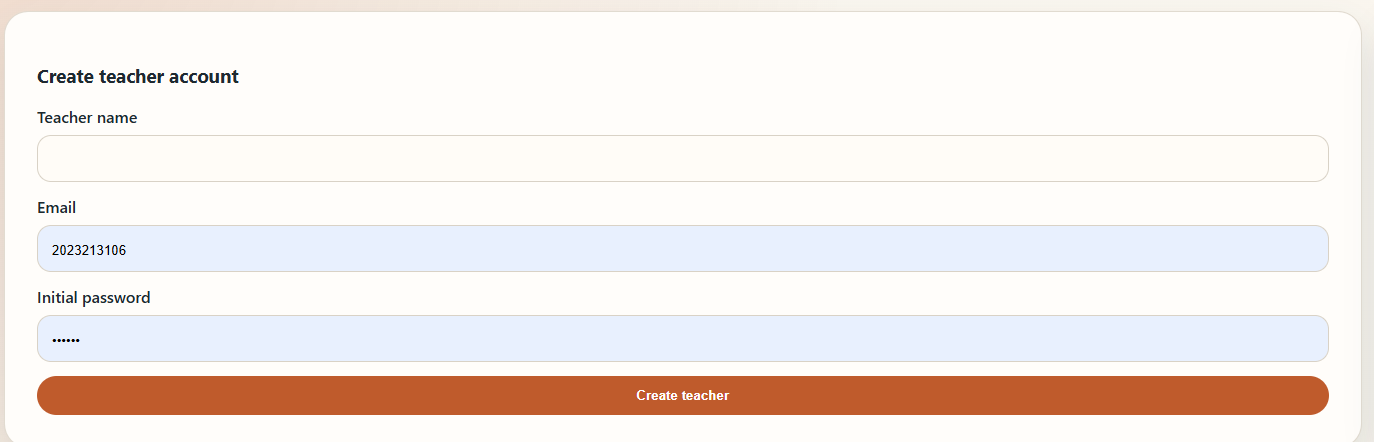 Create teacher account
Teacher name
Email
2023213106
Initial password
••••••
Create teacher